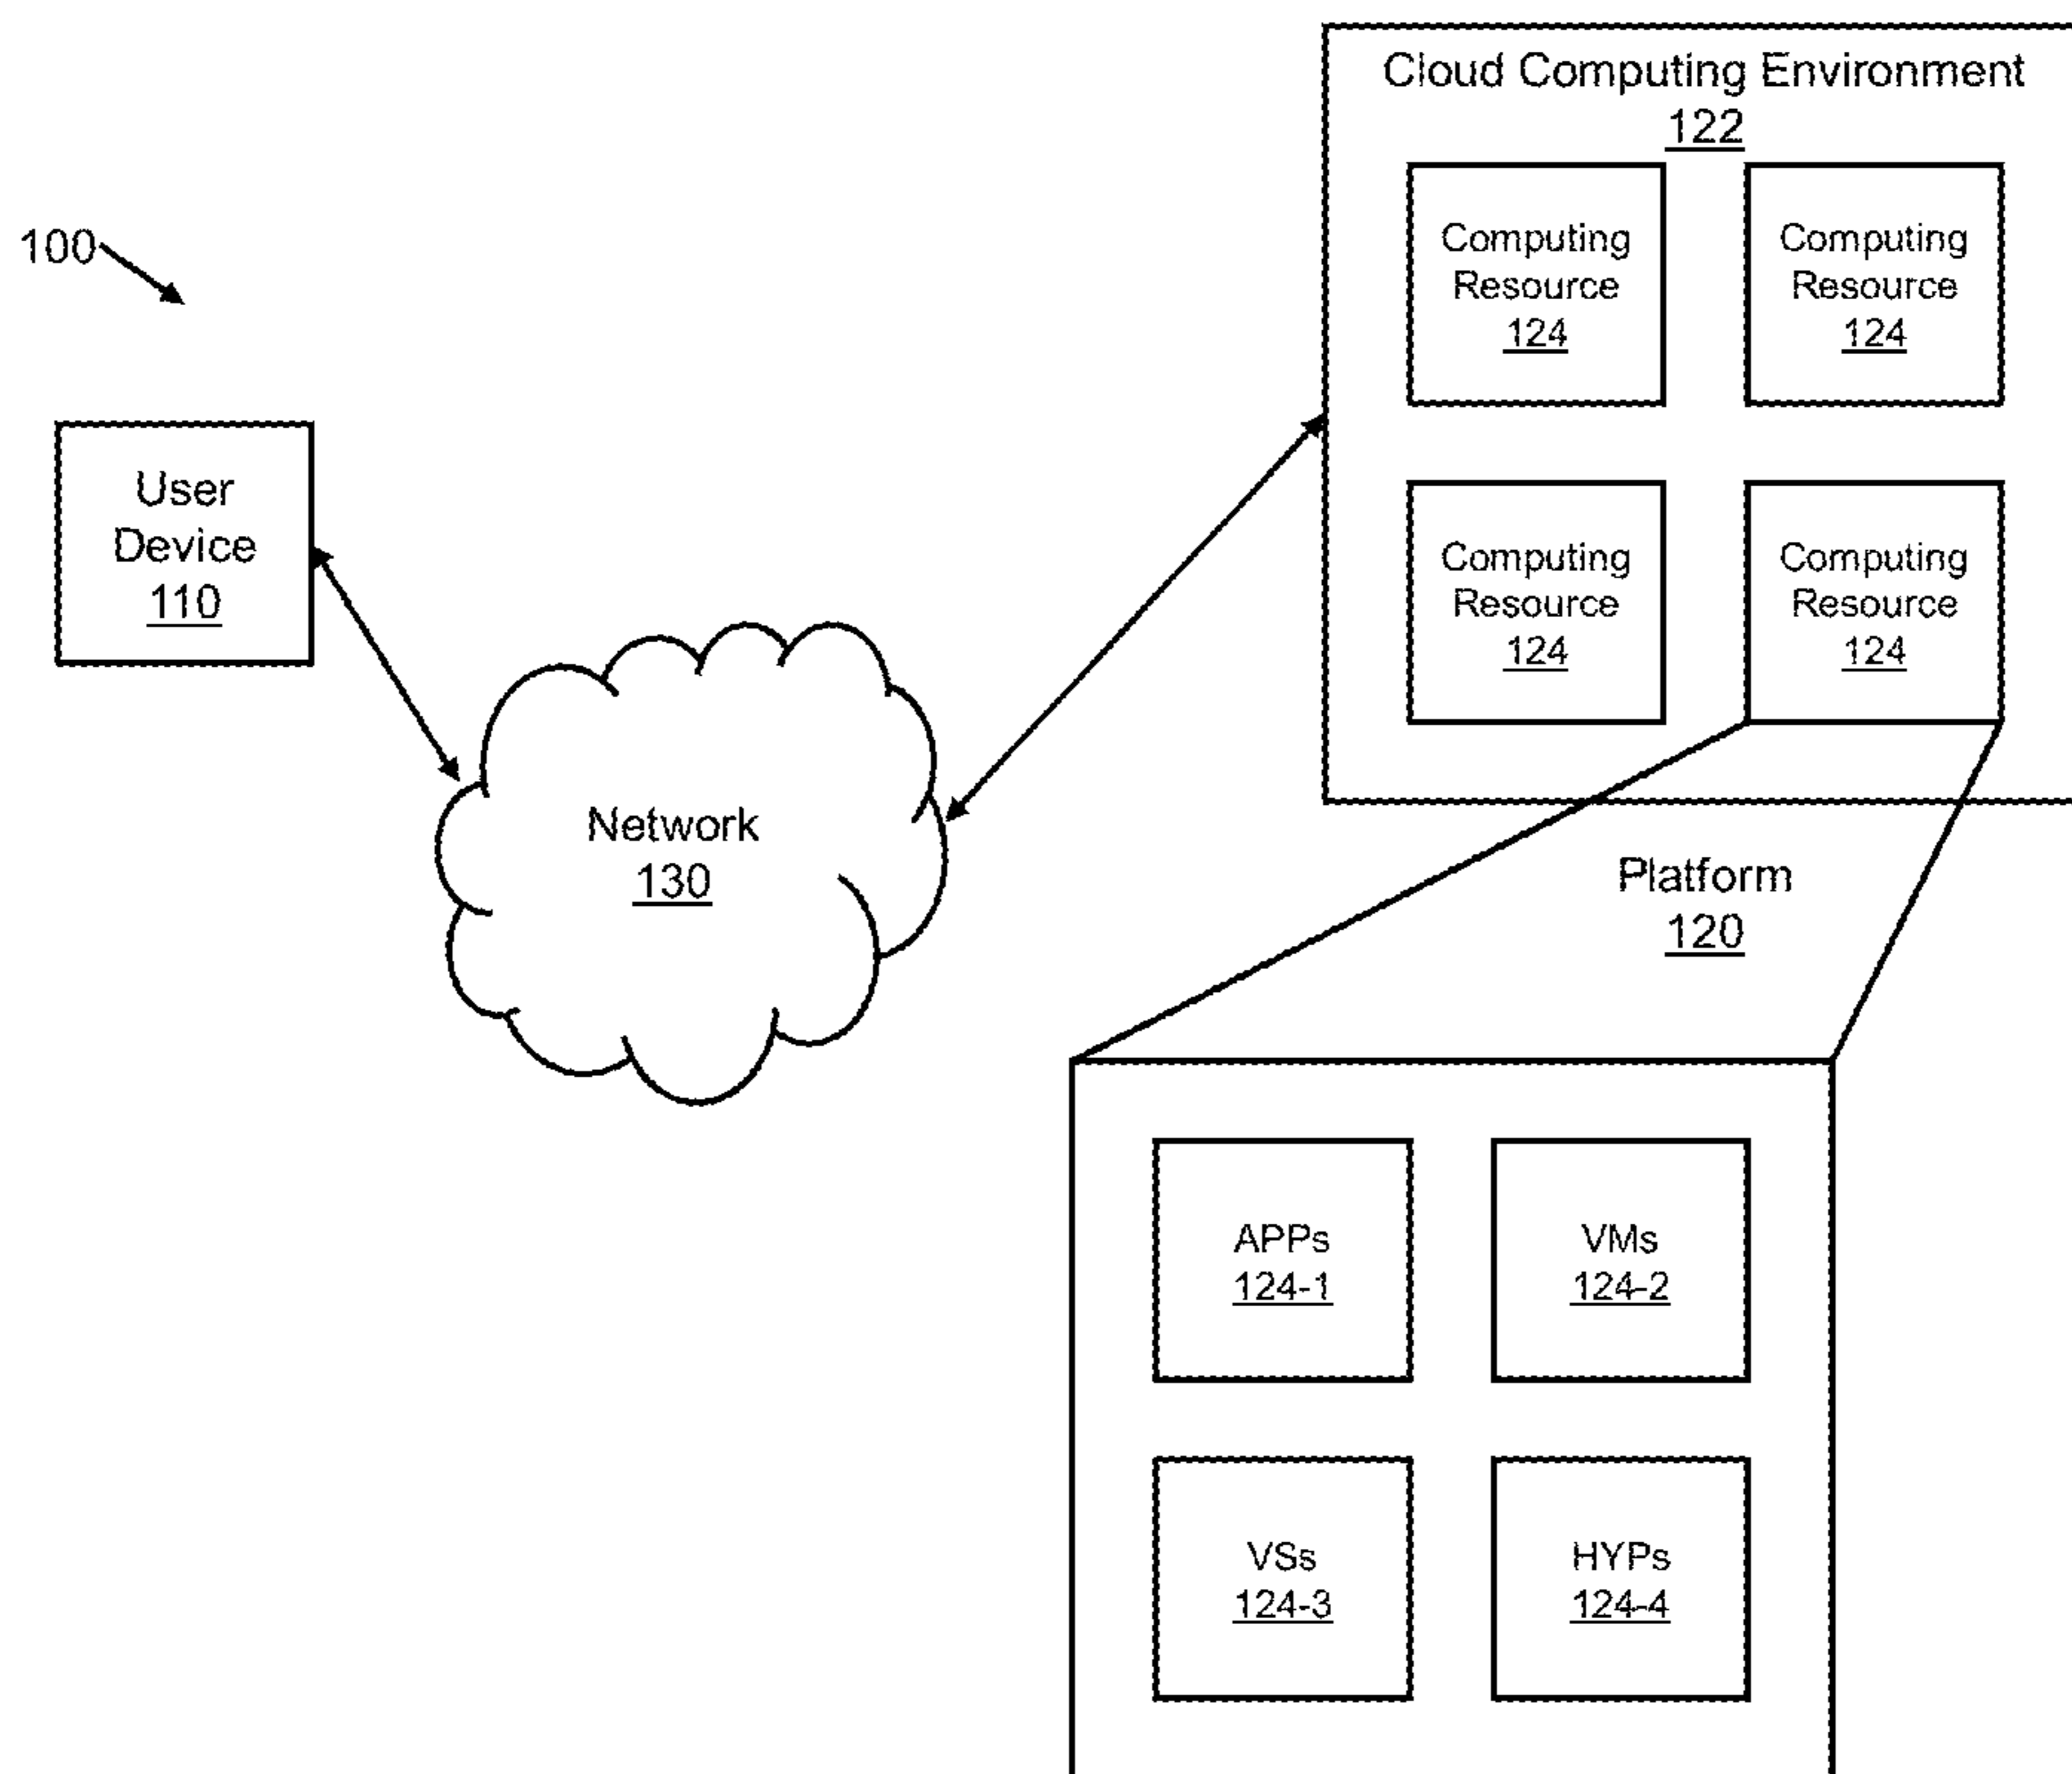 Cloud Computing Environment
122
Computing
Resource
124
Computing
Resource
124
100
User
Device
110
Computing
Resource
124
Computing
Resource
124
Network
130
Platform
120
APPs
124-1
VMs
124-2
VSs
124-3
HYPs
124-4